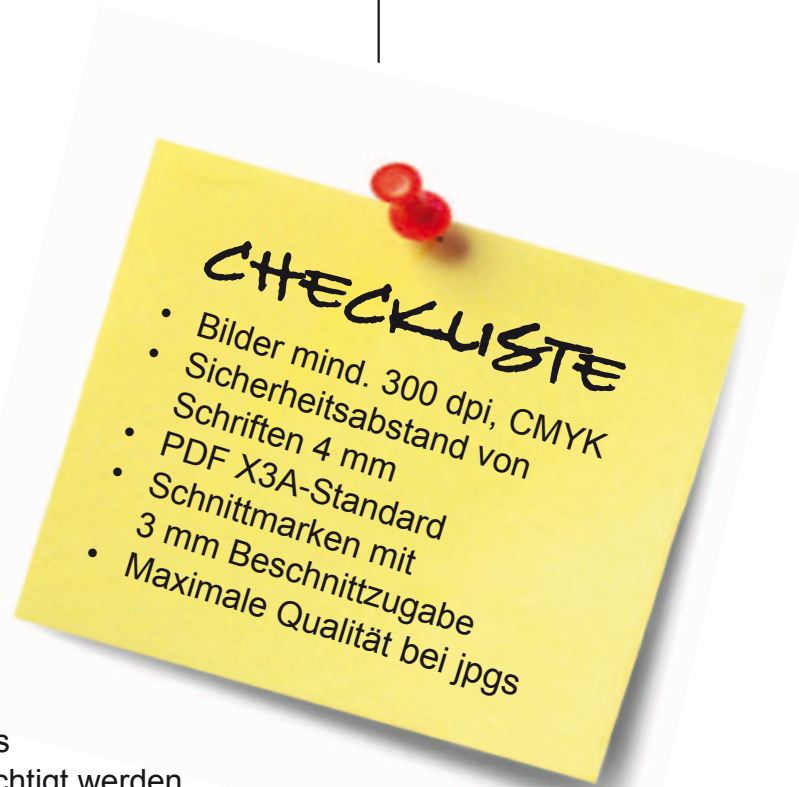 CHECKLISTE
• Bilder mind. 300 dpi, CMYK
• Sicherheitsabstand von
Schriften 4 mm
• PDF X3A-Standard
• Schnittmarken mit
3 mm Beschnittzugabe
• Maximale Qualität bei jpgs
werden